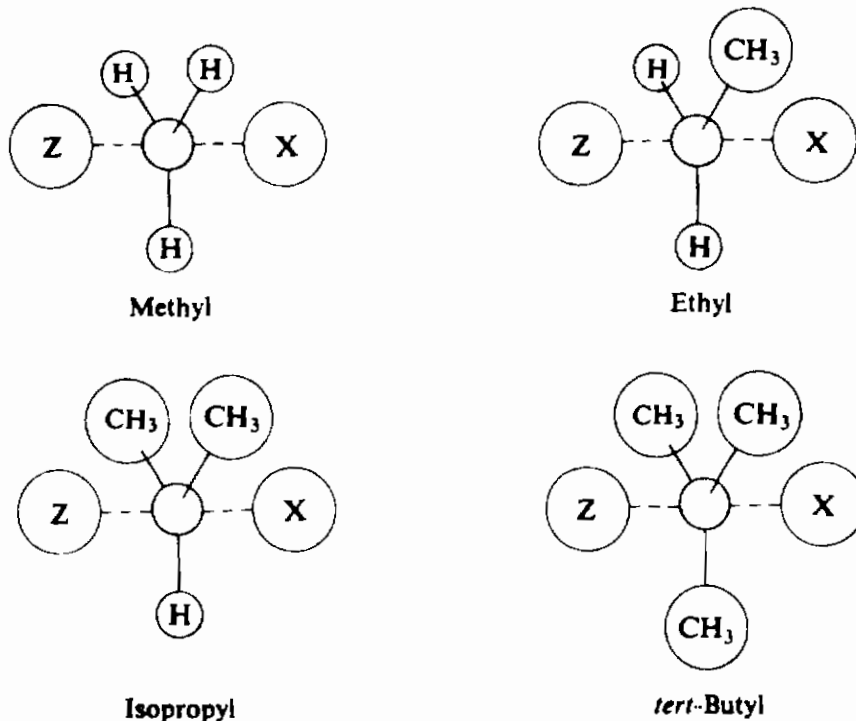 H H
Z X
H
Methyl
CH₃
H
Z X
H
Ethyl
CH₃ CH₃
Z X
H
Isopropyl
CH₃ CH₃
Z X
CH₃
tert-Butyl